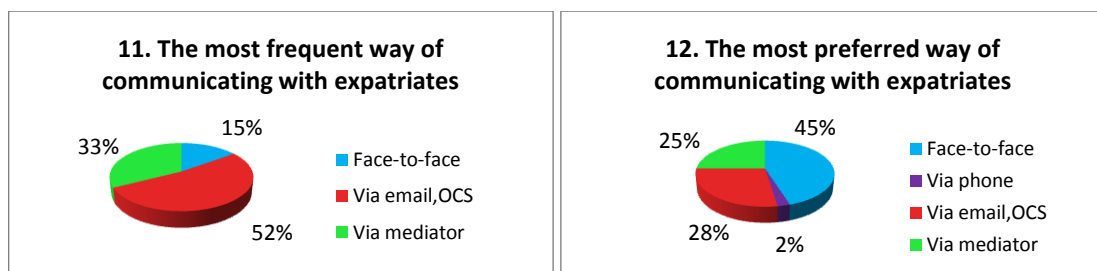 11. The most frequent way of
communicating with expatriates
15%
33%
52%
Face-to-face
Via email,OCS
Via mediator
12. The most preferred way of
communicating with expatriates
45%
25%
28%
2%
Face-to-face
Via phone
Via email,OCS
Via mediator